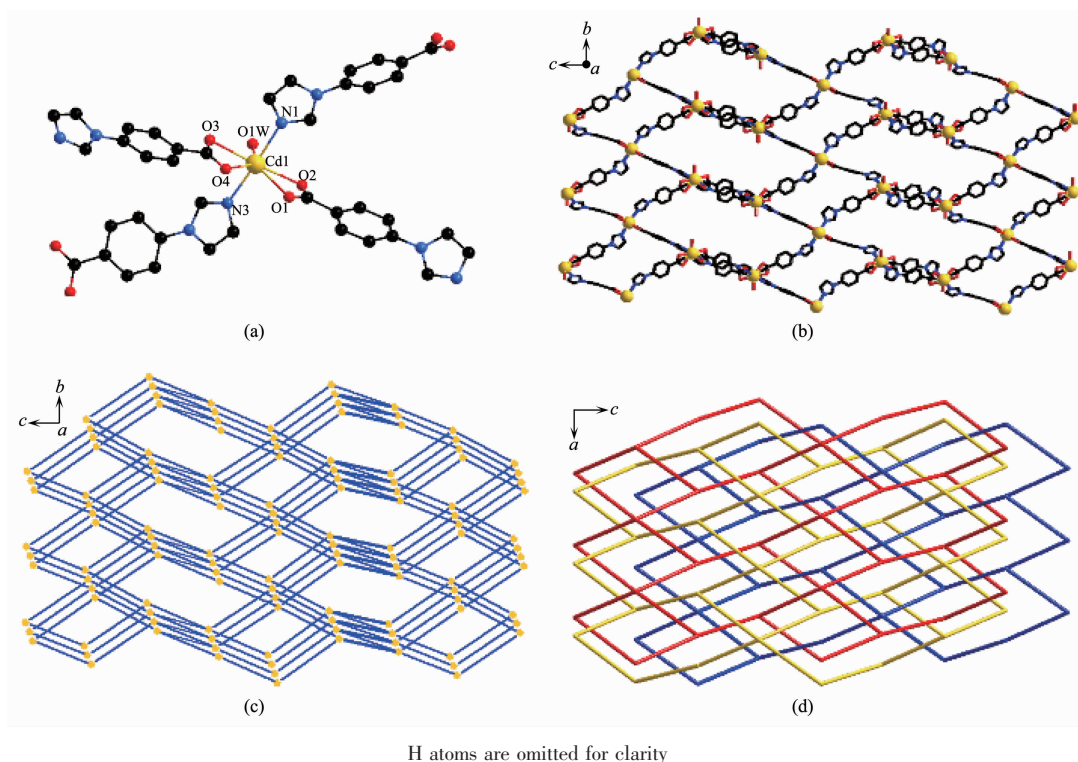 N1
O1W
O3
Cd1
O4
O2
O1
N3
(a)
b
c
a
(b)
b
c
a
(c)
c
a
(d)
H atoms are omitted for clarity